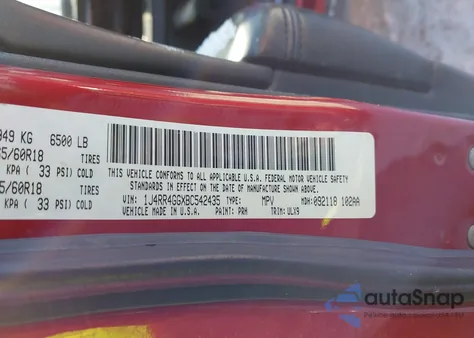 949 KG 6500 LB
5/60R18 TIRES
KPA ( 33 PSI) COLD
5/60R18 TIRES
KPA ( 33 PSI) COLD
THIS VEHICLE CONFORMS TO ALL APPLICABLE U.S.A. FEDERAL MOTOR VEHICLE SAFETY
STANDARDS IN EFFECT ON THE DATE OF MANUFACTURE SHOWN ABOVE.
VIN: 1J4RR4GGXBC542435 TYPE: MPV MDH: 092118 102AA
VEHICLE MADE IN U.S.A. PAINT: PRH TRIM: ULX9
autoSnap